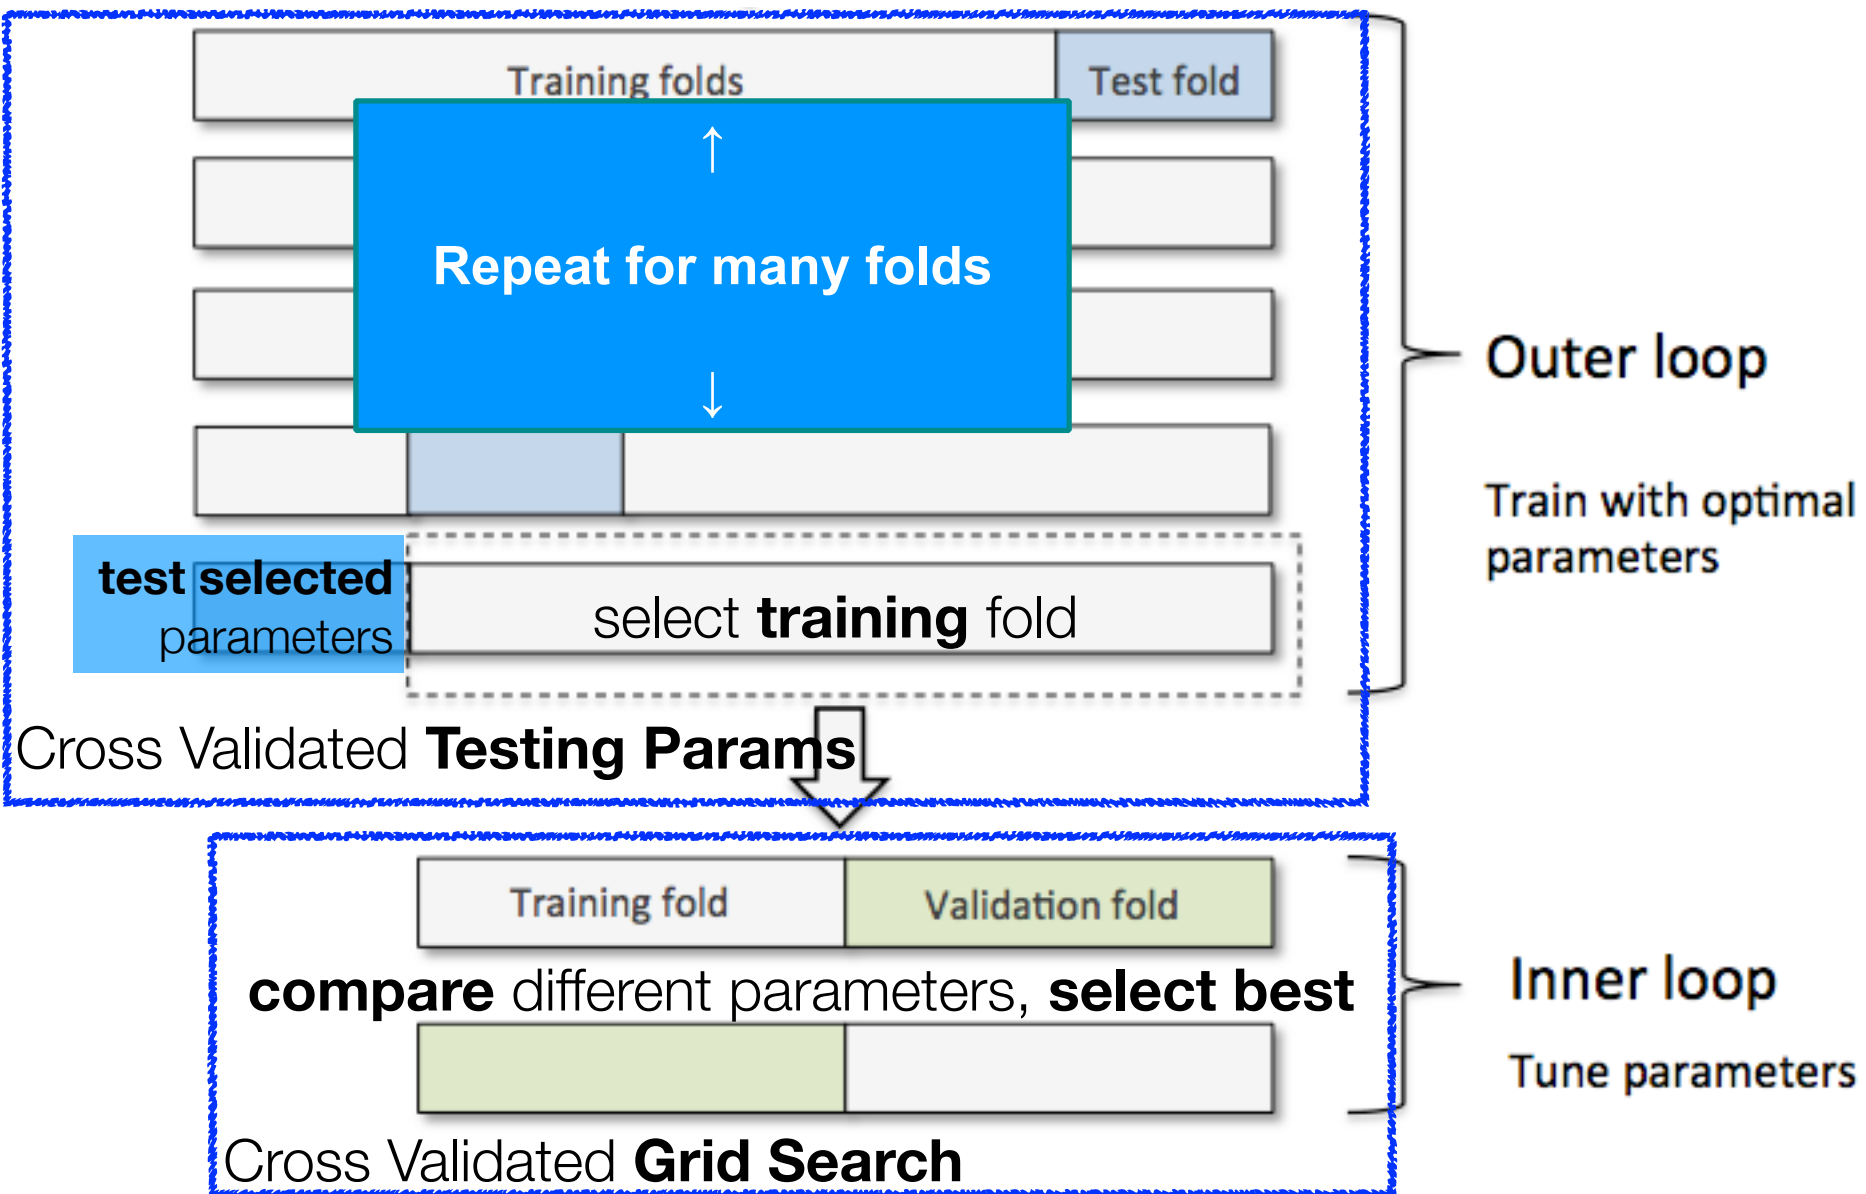 Training folds
Test fold
↑
Repeat for many folds
↓
Outer loop
Train with optimal
parameters
test selected
parameters
select training fold
Cross Validated Testing Params
Training fold
Validation fold
compare different parameters, select best
Inner loop
Tune parameters
Cross Validated Grid Search